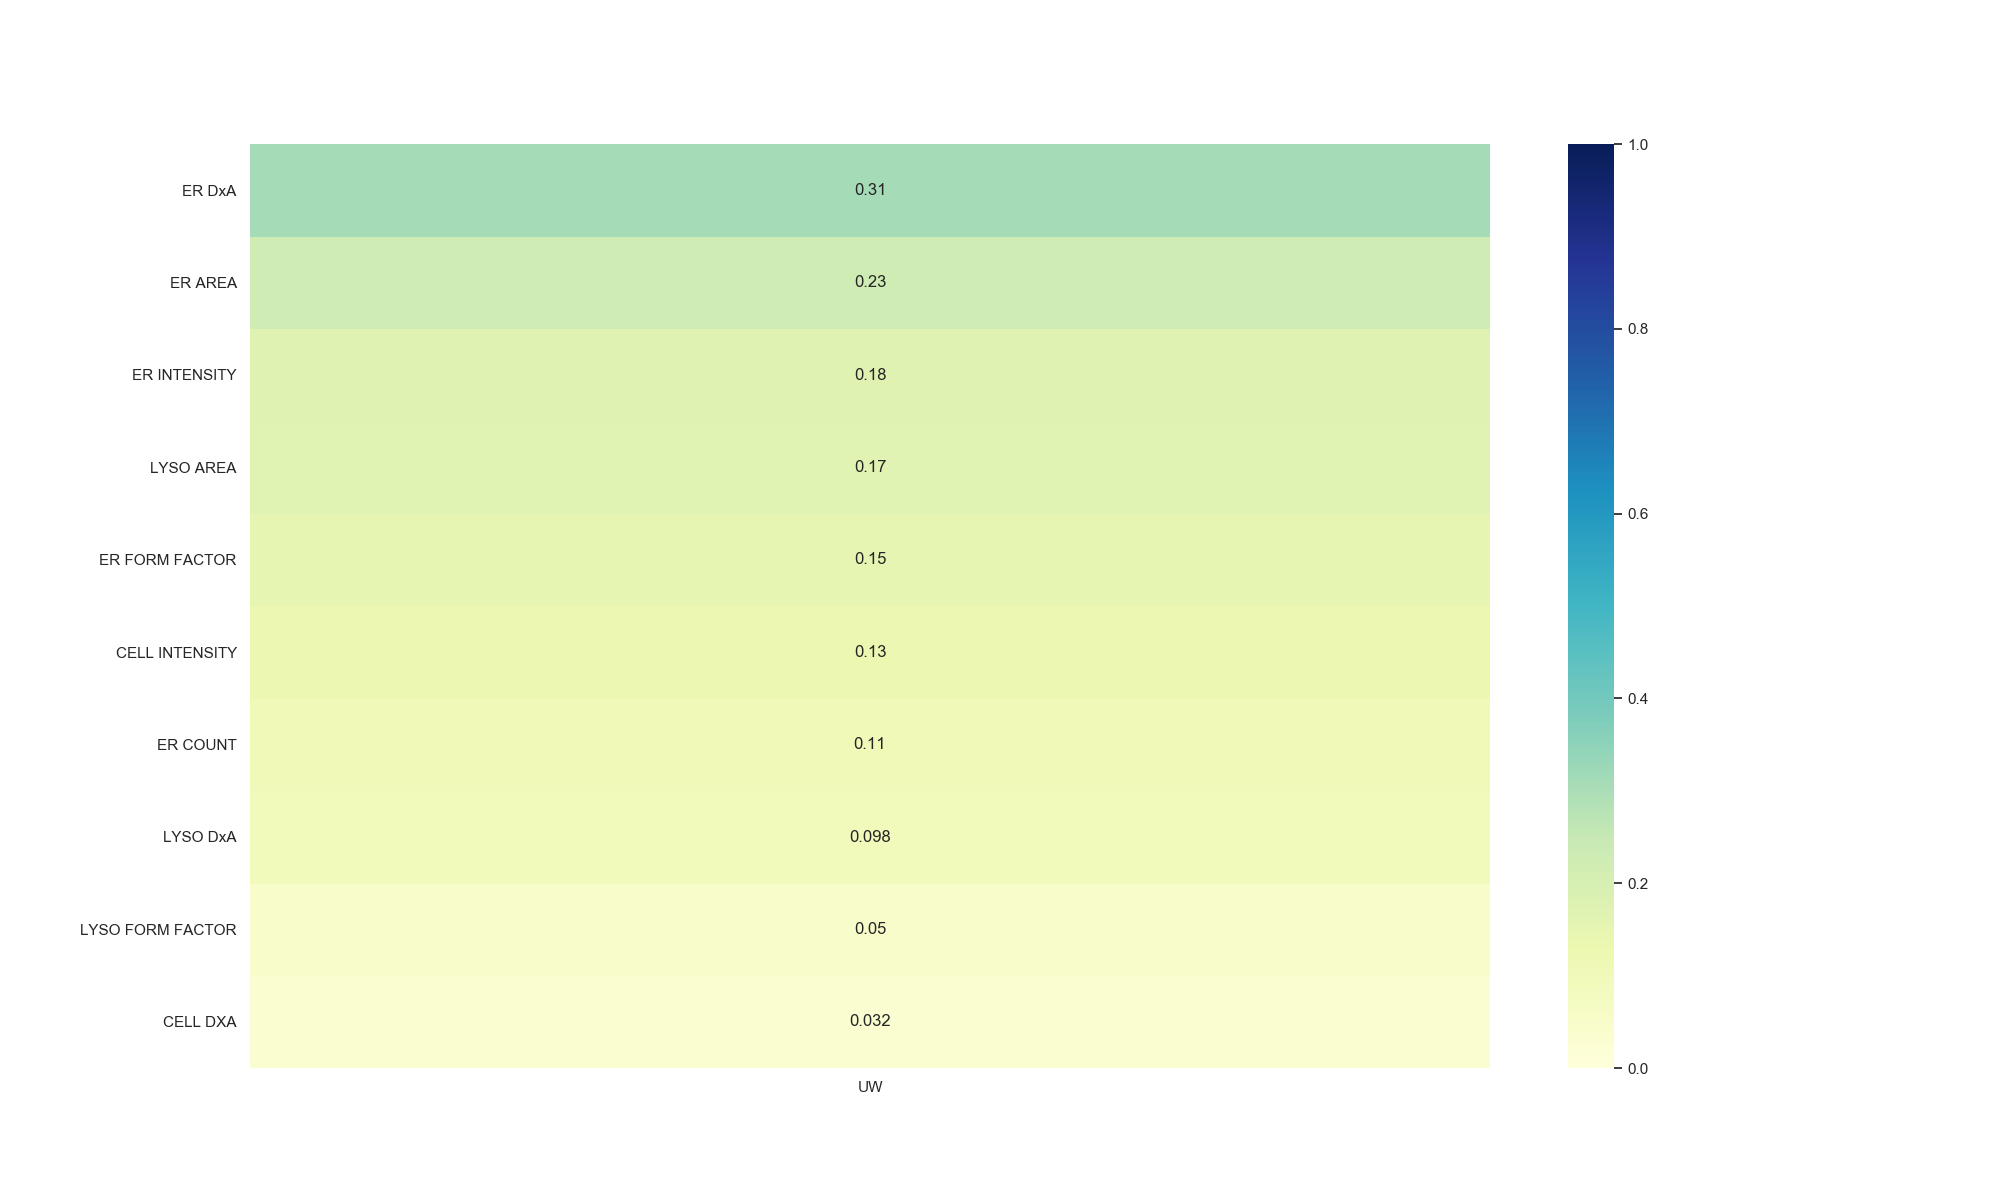 ER DxA 0.31
ER AREA 0.23
ER INTENSITY 0.18
LYSO AREA 0.17
ER FORM FACTOR 0.15
CELL INTENSITY 0.13
ER COUNT 0.11
LYSO DxA 0.098
LYSO FORM FACTOR 0.05
CELL DXA 0.032
UW
1.0
0.8
0.6
0.4
0.2
0.0